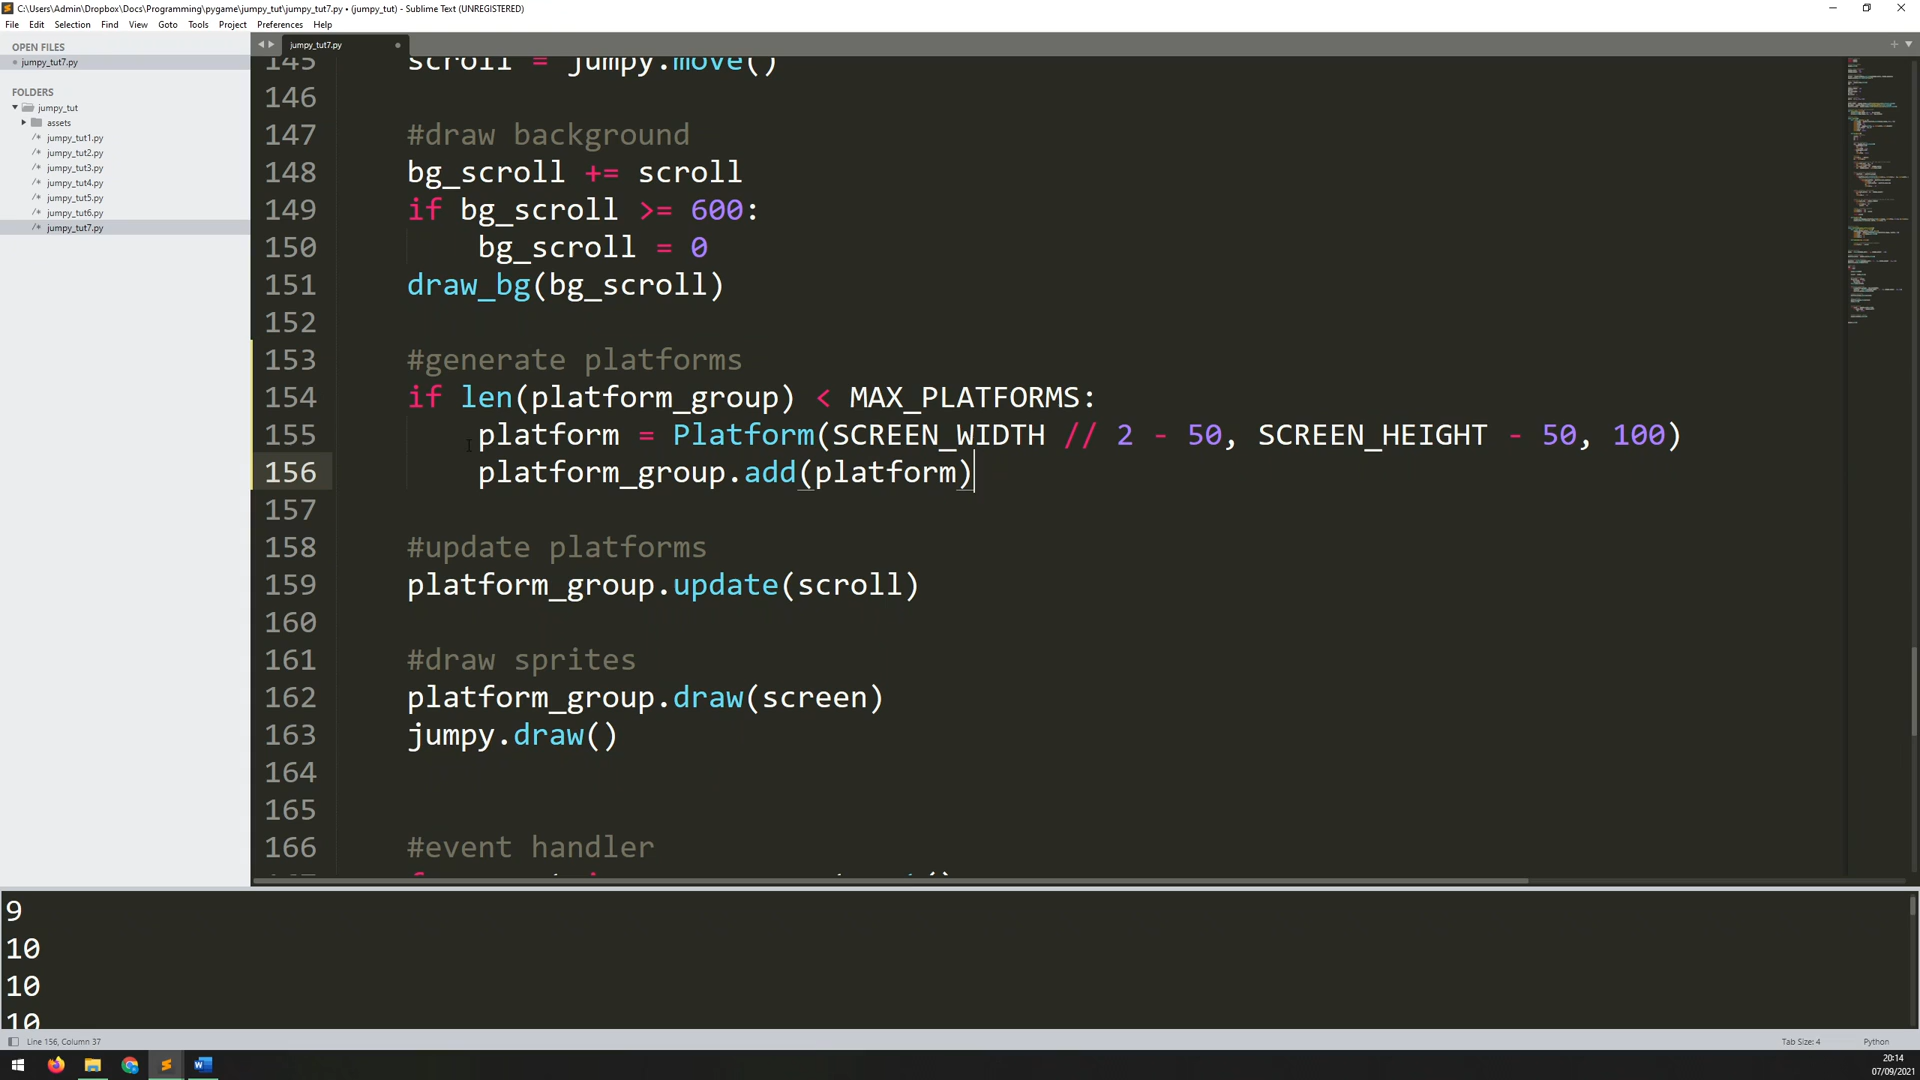 C:\Users\Admin\Dropbox\Docs\Programming\pygame\jumpy_tut\jumpy_tut7.py • (jumpy_tut) - Sublime Text (UNREGISTERED)
File Edit Selection Find View Goto Tools Project Preferences Help
OPEN FILES
jumpy_tut7.py
FOLDERS
jumpy_tut
assets
/* jumpy_tut1.py
/* jumpy_tut2.py
/* jumpy_tut3.py
/* jumpy_tut4.py
/* jumpy_tut5.py
/* jumpy_tut6.py
/* jumpy_tut7.py
jumpy_tut7.py
145 scroll = jumpy.move()
146
147 #draw background
148 bg_scroll += scroll
149 if bg_scroll >= 600:
150 bg_scroll = 0
151 draw_bg(bg_scroll)
152
153 #generate platforms
154 if len(platform_group) < MAX_PLATFORMS:
155 platform = Platform(SCREEN_WIDTH // 2 - 50, SCREEN_HEIGHT - 50, 100)
156 platform_group.add(platform)
157
158 #update platforms
159 platform_group.update(scroll)
160
161 #draw sprites
162 platform_group.draw(screen)
163 jumpy.draw()
164
165
166 #event handler
9
10
10
10
Line 156, Column 37
Tab Size: 4
Python
20:14
07/09/2021